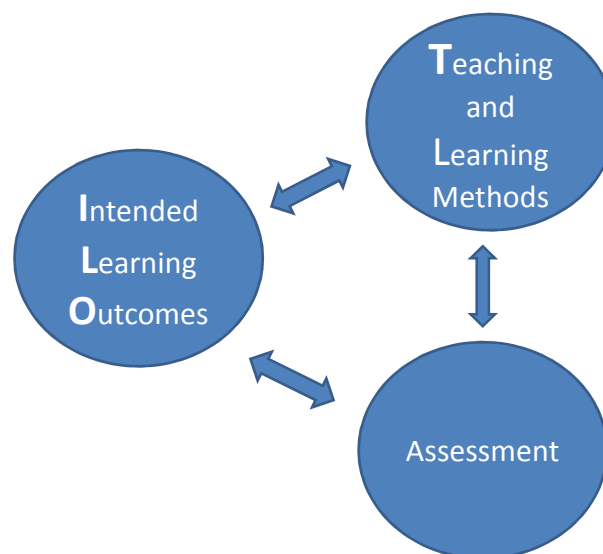 Intended
Learning
Outcomes
Teaching
and
Learning
Methods
Assessment